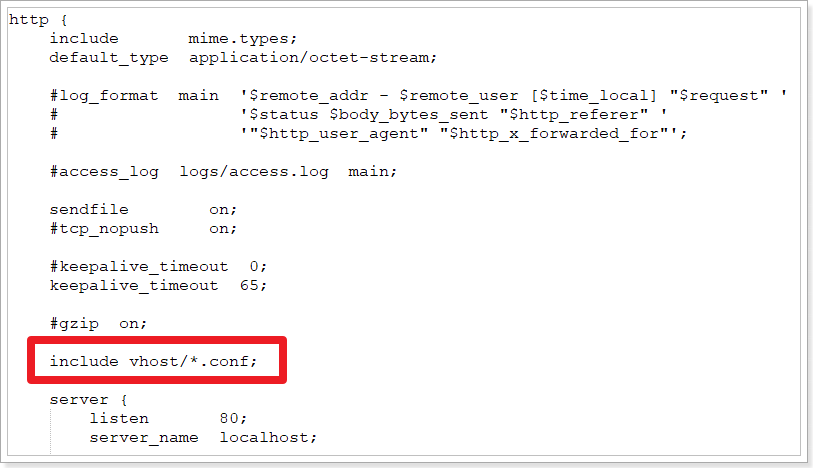 http {
    include       mime.types;
    default_type  application/octet-stream;
    #log_format  main  '$remote_addr - $remote_user [$time_local] "$request" '
    #                  '$status $body_bytes_sent "$http_referer" '
    #                  '"$http_user_agent" "$http_x_forwarded_for"';
    #access_log  logs/access.log  main;
    sendfile        on;
    #tcp_nopush     on;
    #keepalive_timeout  0;
    keepalive_timeout  65;
    #gzip  on;
    include vhost/*.conf;
    server {
        listen       80;
        server_name  localhost;